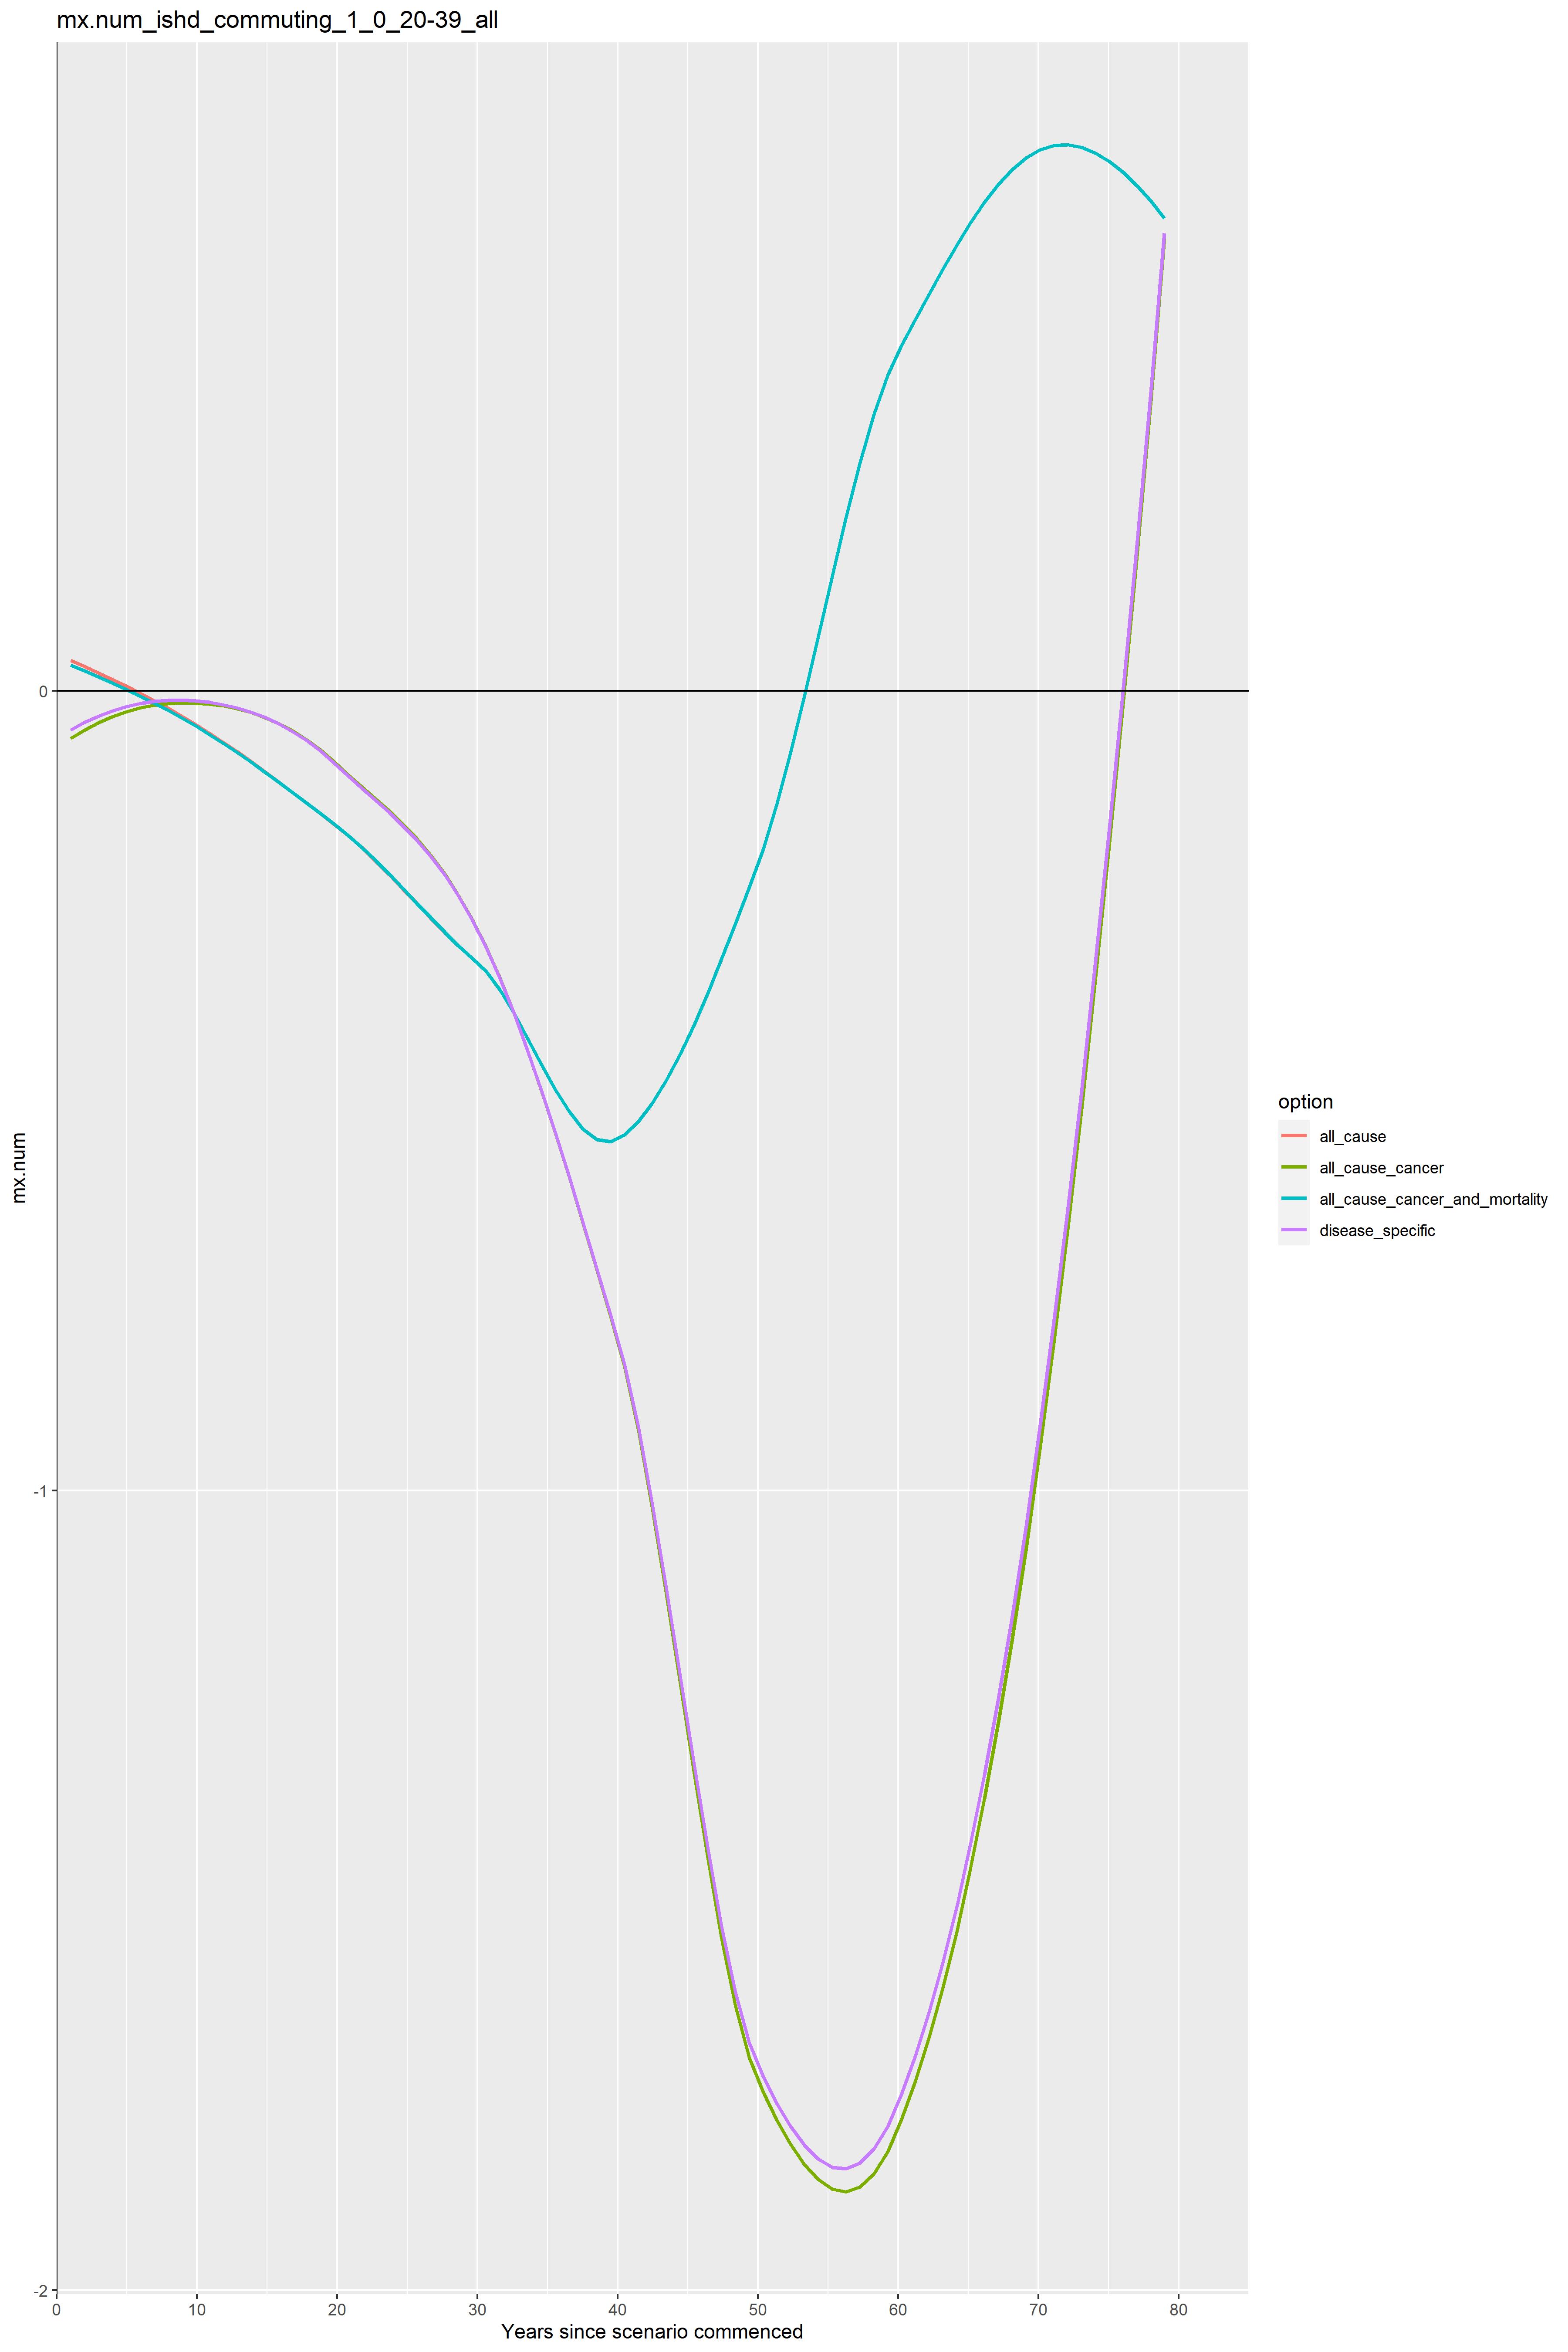 mx.num_ishd_commuting_1_0_20-39_all
mx.num
0
-1
-2
0 10 20 30 40 50 60 70 80
Years since scenario commenced
option
all_cause
all_cause_cancer
all_cause_cancer_and_mortality
disease_specific